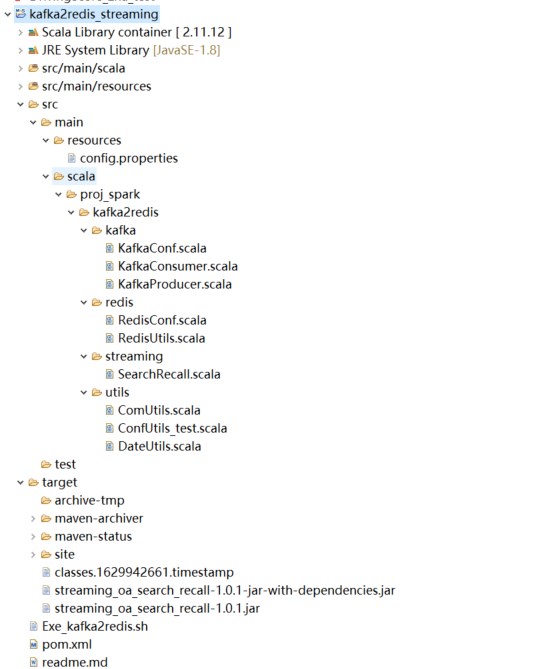 kafka2redis_streaming
Scala Library container [ 2.11.12 ]
JRE System Library [JavaSE-1.8]
src/main/scala
src/main/resources
src
main
resources
config.properties
scala
proj_spark
kafka2redis
kafka
KafkaConf.scala
KafkaConsumer.scala
KafkaProducer.scala
redis
RedisConf.scala
RedisUtils.scala
streaming
SearchRecall.scala
utils
ComUtils.scala
ConfUtils_test.scala
DateUtils.scala
test
target
archive-tmp
maven-archiver
maven-status
site
classes.1629942661.timestamp
streaming_oa_search_recall-1.0.1-jar-with-dependencies.jar
streaming_oa_search_recall-1.0.1.jar
Exe_kafka2redis.sh
pom.xml
readme.md